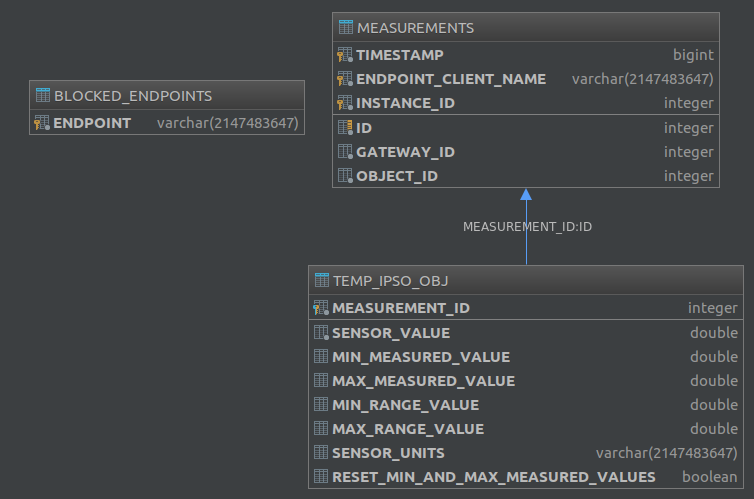 MEASUREMENTS
TIMESTAMP bigint
ENDPOINT_CLIENT_NAME varchar(2147483647)
INSTANCE_ID integer
ID integer
GATEWAY_ID integer
OBJECT_ID integer
BLOCKED_ENDPOINTS
ENDPOINT varchar(2147483647)
MEASUREMENT_ID:ID
TEMP_IPSO_OBJ
MEASUREMENT_ID integer
SENSOR_VALUE double
MIN_MEASURED_VALUE double
MAX_MEASURED_VALUE double
MIN_RANGE_VALUE double
MAX_RANGE_VALUE double
SENSOR_UNITS varchar(2147483647)
RESET_MIN_AND_MAX_MEASURED_VALUES boolean